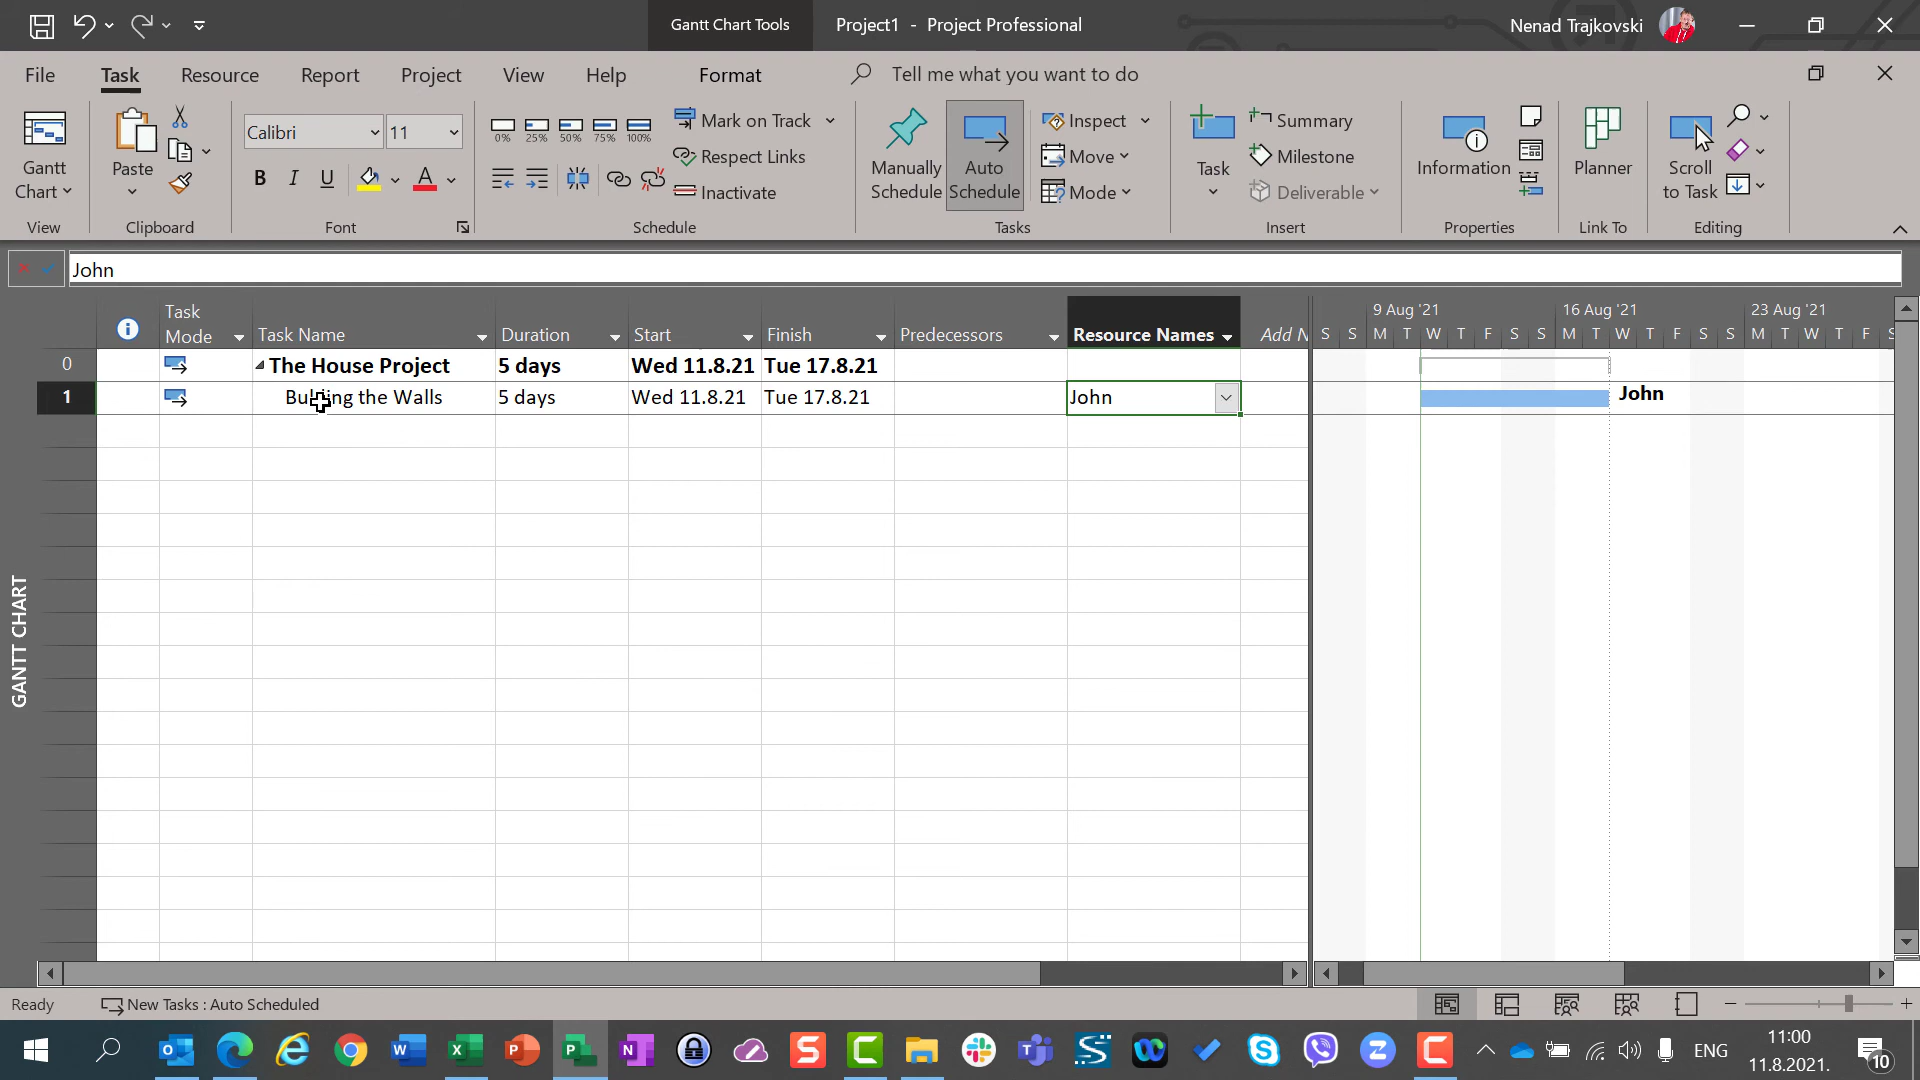 Gantt Chart Tools
Project1 - Project Professional
Nenad Trajkovski
File Task Resource Report Project View Help Format Tell me what you want to do
Gantt
Chart
View
Paste
Clipboard
Calibri 11
B I U A
Font
0% 25% 50% 75% 100%
Mark on Track
Respect Links
Inactivate
Schedule
Manually
Schedule
Auto
Schedule
Inspect
Move
Mode
Tasks
Task
Summary
Milestone
Deliverable
Insert
Information
Properties
Planner
Link To
Scroll
to Task
Editing
John
Task
Mode
Task Name Duration Start Finish Predecessors Resource Names Add N
9 Aug '21 16 Aug '21 23 Aug '21
S S M T W T F S S M T W T F S S M T W T F S
0 The House Project 5 days Wed 11.8.21 Tue 17.8.21
1 the Walls 5 days Wed 11.8.21 Tue 17.8.21 John John
GANTT CHART
Ready New Tasks : Auto Scheduled
ENG
11:00
11.8.2021.
10